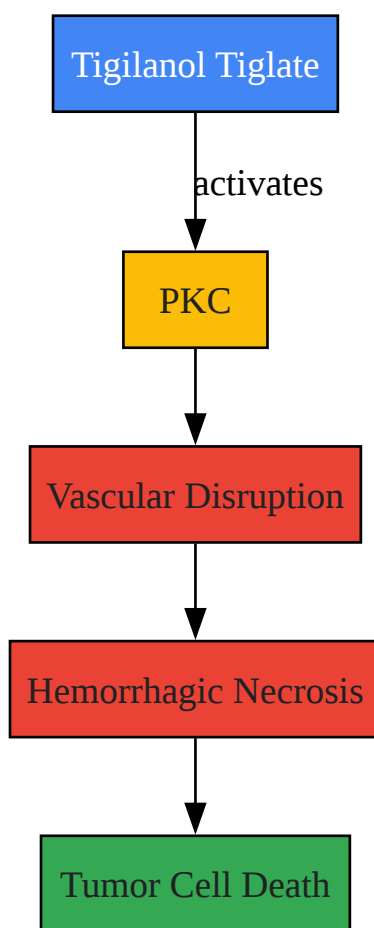 Tigilanol Tiglate
activates
PKC
Vascular Disruption
Hemorrhagic Necrosis
Tumor Cell Death